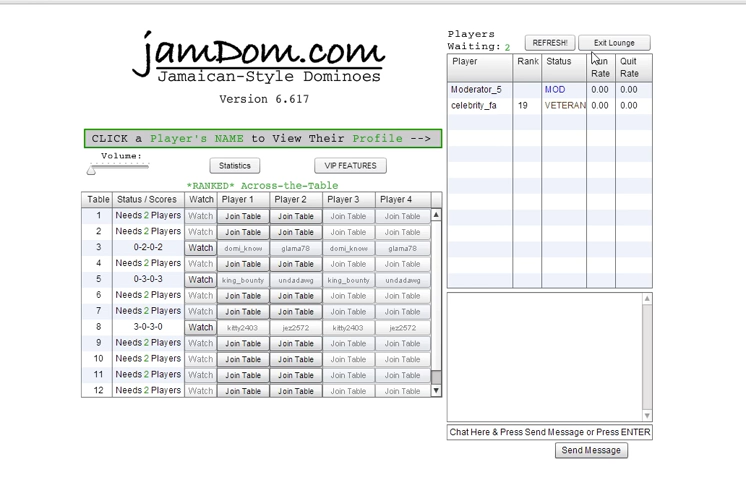 jamDom.com
Jamaican-Style Dominoes
Version 6.617
CLICK a Player's NAME to View Their Profile -->
Volume:
Statistics
VIP FEATURES
*RANKED* Across-the-Table
Table Status / Scores Watch Player 1 Player 2 Player 3 Player 4
1 Needs 2 Players Watch Join Table Join Table Join Table Join Table
2 Needs 2 Players Watch Join Table Join Table Join Table Join Table
3 0-2-0-2 Watch domi_know glama78 domi_know glama78
4 Needs 2 Players Watch Join Table Join Table Join Table Join Table
5 0-3-0-3 Watch king_bounty undadawg king_bounty undadawg
6 Needs 2 Players Watch Join Table Join Table Join Table Join Table
7 Needs 2 Players Watch Join Table Join Table Join Table Join Table
8 3-0-3-0 Watch kitty2403 jez2572 kitty2403 jez2572
9 Needs 2 Players Watch Join Table Join Table Join Table Join Table
10 Needs 2 Players Watch Join Table Join Table Join Table Join Table
11 Needs 2 Players Watch Join Table Join Table Join Table Join Table
12 Needs 2 Players Watch Join Table Join Table Join Table Join Table
Players
Waiting: 2
REFRESH!
Exit Lounge
Player Rank Status Rate Quit
Rate
Moderator_5 MOD 0.00 0.00
celebrity_fa 19 VETERAN 0.00 0.00
Chat Here & Press Send Message or Press ENTER
Send Message